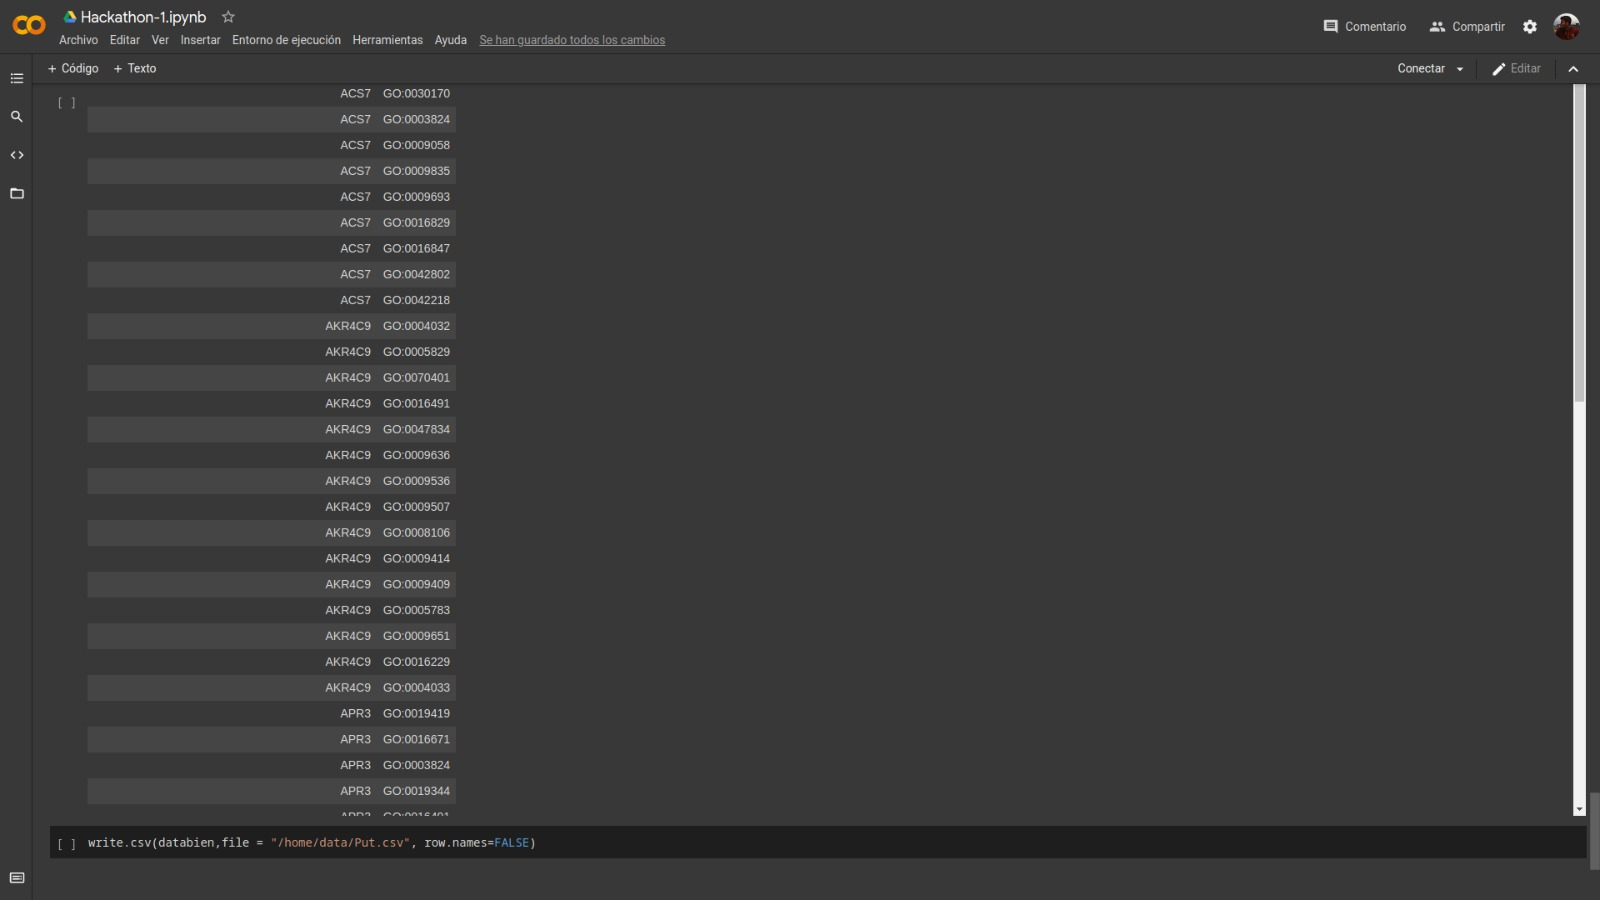 Hackathon-1.ipynb
Archivo Editar Ver Insertar Entorno de ejecución Herramientas Ayuda Se han guardado todos los cambios
Comentario Compartir
+ Código + Texto
Conectar Editar
[ ]
ACS7 GO:0030170
ACS7 GO:0003824
ACS7 GO:0009058
ACS7 GO:0009835
ACS7 GO:0009693
ACS7 GO:0016829
ACS7 GO:0016847
ACS7 GO:0042802
ACS7 GO:0042218
AKR4C9 GO:0004032
AKR4C9 GO:0005829
AKR4C9 GO:0070401
AKR4C9 GO:0016491
AKR4C9 GO:0047834
AKR4C9 GO:0009636
AKR4C9 GO:0009536
AKR4C9 GO:0009507
AKR4C9 GO:0008106
AKR4C9 GO:0009414
AKR4C9 GO:0009409
AKR4C9 GO:0005783
AKR4C9 GO:0009651
AKR4C9 GO:0016229
AKR4C9 GO:0004033
APR3 GO:0019419
APR3 GO:0016671
APR3 GO:0003824
APR3 GO:0019344
APR3 GO:0016491
[ ] write.csv(databien,file = "/home/data/Put.csv", row.names=FALSE)